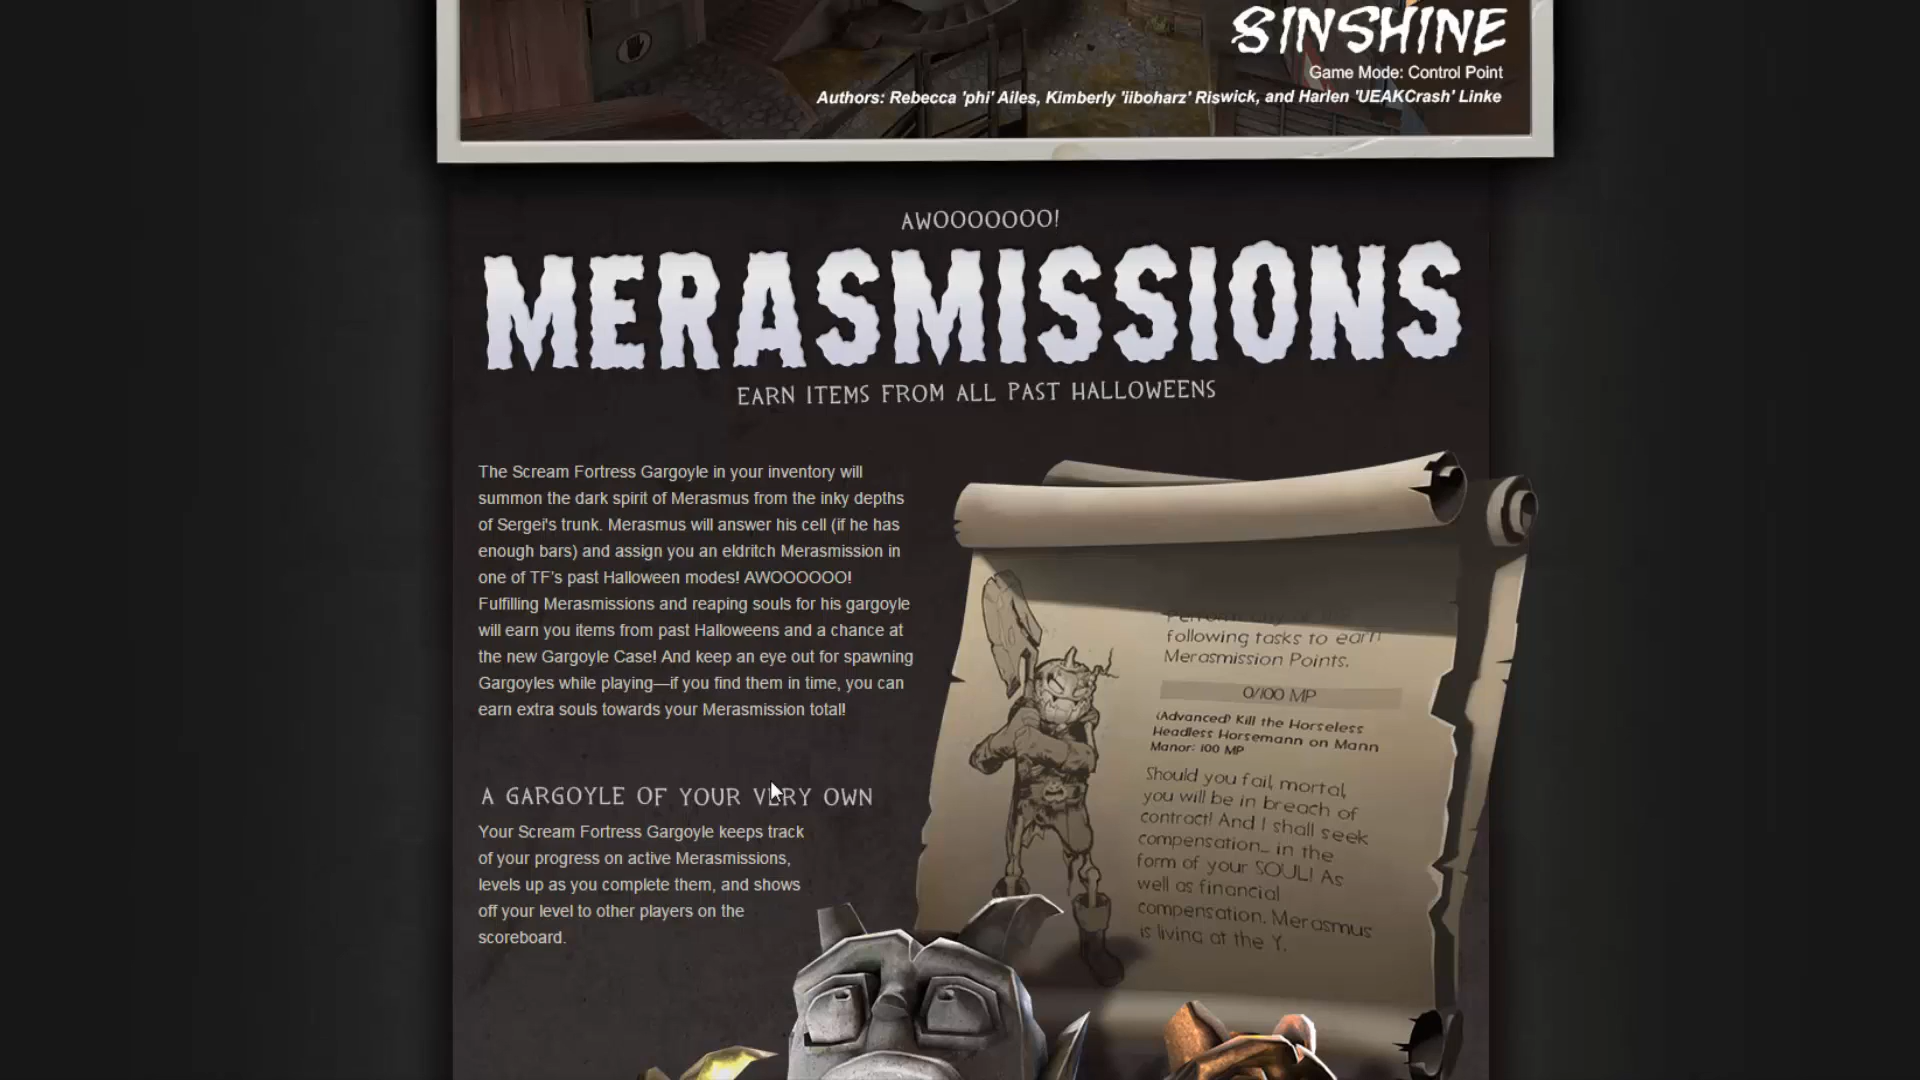 SINSHINE
Game Mode: Control Point
Authors: Rebecca 'phi' Ailes, Kimberly 'iiboharz' Riswick, and Harlen 'UEAKCrash' Linke
AWOOOOOOO!
MERASMISSIONS
EARN ITEMS FROM ALL PAST HALLOWEENS
The Scream Fortress Gargoyle in your inventory will
summon the dark spirit of Merasmus from the inky depths
of Sergei's trunk. Merasmus will answer his cell (if he has
enough bars) and assign you an eldritch Merasmission in
one of TF's past Halloween modes! AWOOOOOO!
Fulfilling Merasmissions and reaping souls for his gargoyle
will earn you items from past Halloweens and a chance at
the new Gargoyle Case! And keep an eye out for spawning
Gargoyles while playing—if you find them in time, you can
earn extra souls towards your Merasmission total!
A GARGOYLE OF YOUR VERY OWN
Your Scream Fortress Gargoyle keeps track
of your progress on active Merasmissions,
levels up as you complete them, and shows
off your level to other players on the
scoreboard.
following tasks to earn
Merasmission Points.
0/100 MP
(Advanced) Kill the Horseless
Headless Horsemann on Mann
Manor: 100 MP
Should you fail, mortal,
you will be in breach of
contract! And I shall seek
compensation... in the
form of your SOUL! As
well as financial
compensation. Merasmus
is living at the Y.